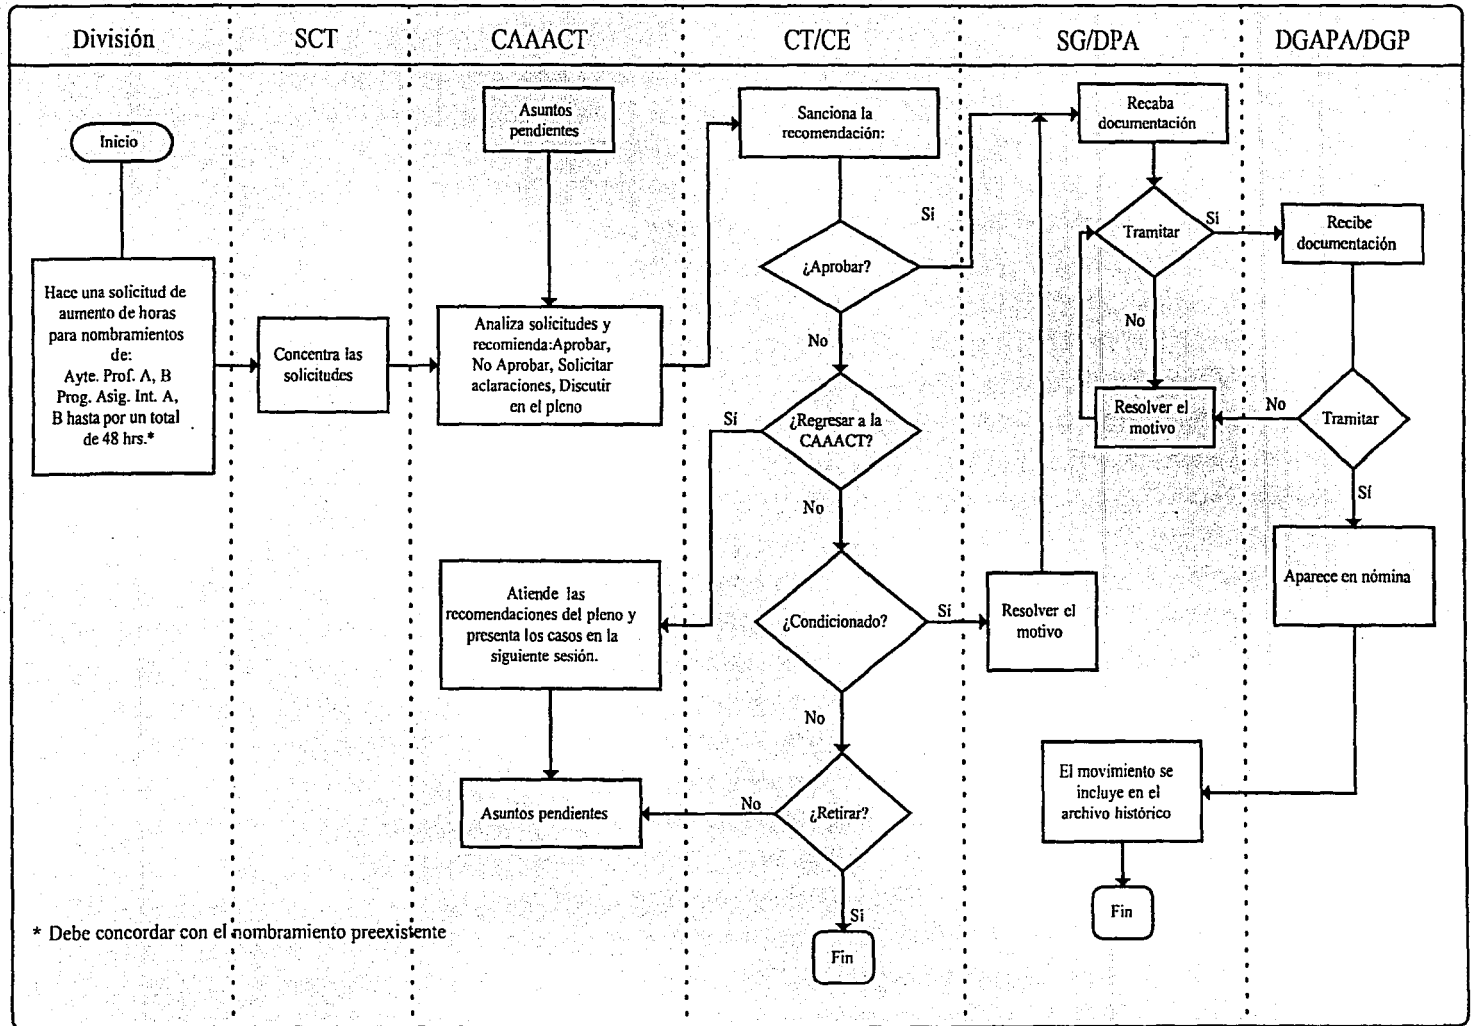 División
SCT
CAAACT
CT/CE
SG/DPA
DGAPA/DGP
Inicio
Hace una solicitud de
aumento de horas
para nombramientos
de:
Ayte. Prof. A, B
Prog. Asig. Int. A,
B hasta por un total
de 48 hrs.*
Concentra las
solicitudes
Asuntos
pendientes
Analiza solicitudes y
recomienda:Aprobar,
No Aprobar, Solicitar
aclaraciones, Discutir
en el pleno
Atiende las
recomendaciones del pleno y
presenta los casos en la
siguiente sesión.
Asuntos pendientes
Sanciona la
recomendación:
¿Aprobar?
Sí
No
¿Regresar a la
CAAACT?
Sí
No
¿Condicionado?
Sí
No
¿Retirar?
No
Si
Fin
Recaba
documentación
Tramitar
Si
No
Resolver el
motivo
Resolver el
motivo
El movimiento se
incluye en el
archivo histórico
Fin
Recibe
documentación
Tramitar
No
Sí
Aparece en nómina
* Debe concordar con el nombramiento preexistente